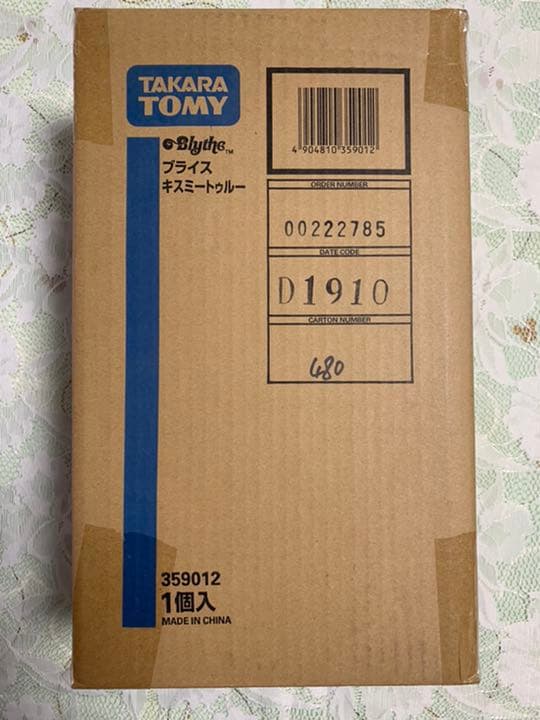 TAKARA
TOMY
Blythe™
ブライス
キスミートゥルー
4 904810 359012
ORDER NUMBER
00222785
DATE CODE
D1910
CARTON NUMBER
480
359012
1個入
MADE IN CHINA